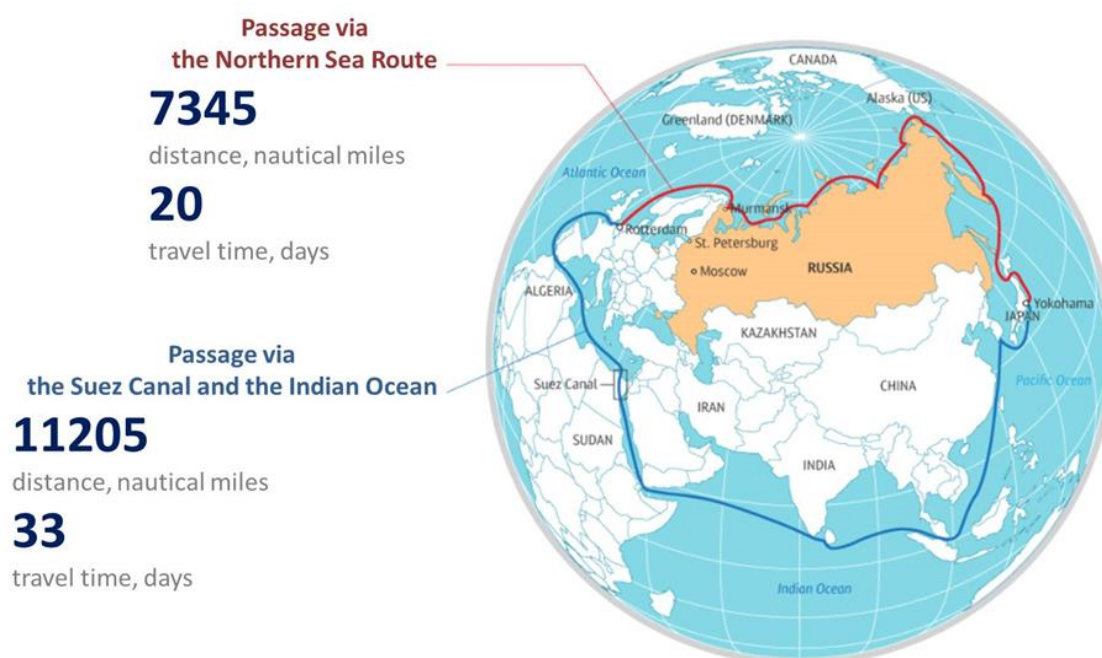 Passage via
the Northern Sea Route
7345
distance, nautical miles
20
travel time, days
Passage via
the Suez Canal and the Indian Ocean
11205
distance, nautical miles
33
travel time, days
CANADA
Alaska (US)
Greenland (DENMARK)
Atlantic Ocean
Murmansk
Rotterdam
St. Petersburg
Moscow
RUSSIA
ALGERIA
Yokohama
JAPAN
KAZAKHSTAN
Suez Canal
Pacific Ocean
CHINA
IRAN
SUDAN
INDIA
Indian Ocean